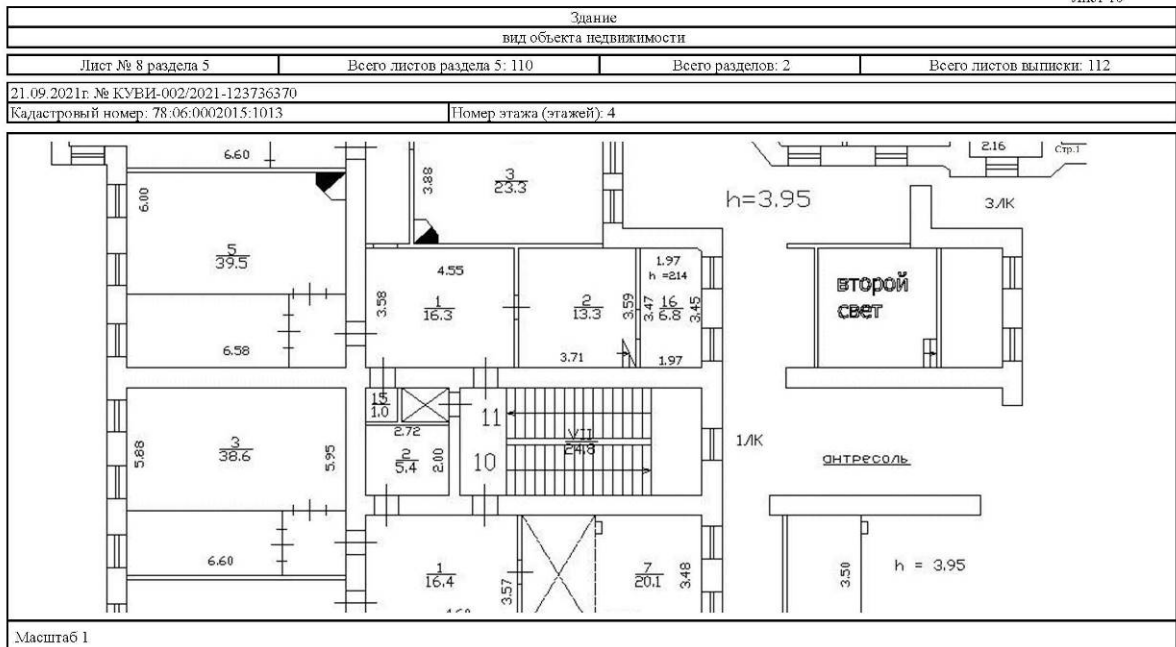 Здание
вид объекта недвижимости
Лист № 8 раздела 5 Всего листов раздела 5: 110 Всего разделов: 2 Всего листов выписки: 112
21.09.2021г. № КУВИ-002/2021-123736370
Кадастровый номер: 78:06:0002015:1013 Номер этажа (этажей): 4
6.60
3.88
3
23.3
2.16
Стр.1
h=3.95
3ЛК
6.00
5
39.5
6.58
4.55
3.58
1
16.3
2
13.3
3.59
3.71
1.97
h =2.14
3.47
16
6.8
3.45
1.97
второй
свет
15
1.0
2.72
2
5.4
2.00
11
10
VII
24.8
1ЛК
антресоль
5.88
3
38.6
5.95
6.60
1
16.4
3.57
7
20.1
3.48
3.50
h = 3.95
Масштаб 1